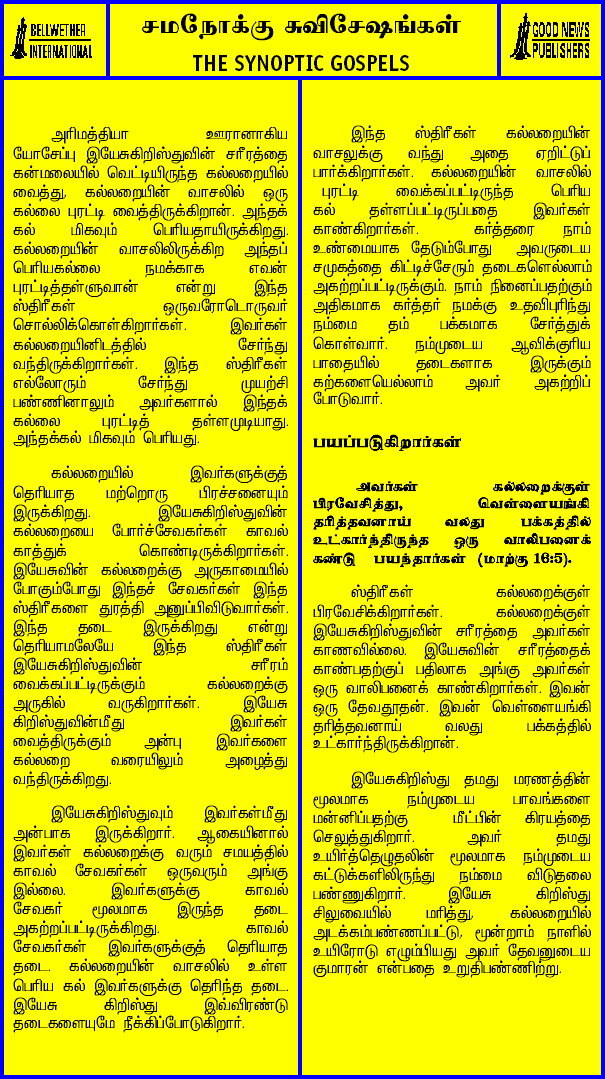 BELLWETHER
INTERNATIONAL
சமநோக்கு சுவிசேஷங்கள்
THE SYNOPTIC GOSPELS
GOOD NEWS
PUBLISHERS
அரிமத்தியா ஊரானாகிய
யோசேப்பு இயேசுகிறிஸ்துவின் சரீரத்தை
கன்மலையில் வெட்டியிருந்த கல்லறையில்
வைத்து, கல்லறையின் வாசலில் ஒரு
கல்லை புரட்டி வைத்திருக்கிறான். அந்தக்
கல் மிகவும் பெரியதாயிருக்கிறது.
கல்லறையின் வாசலிலிருக்கிற அந்தப்
பெரியகல்லை நமக்காக எவன்
புரட்டித்தள்ளுவான் என்று இந்த
ஸ்திரீகள் ஒருவரோடொருவர்
சொல்லிக்கொள்கிறார்கள். இவர்கள்
கல்லறையினிடத்தில் சேர்ந்து
வந்திருக்கிறார்கள். இந்த ஸ்திரீகள்
எல்லோரும் சேர்ந்து முயற்சி
பண்ணினாலும் அவர்களால் இந்தக்
கல்லை புரட்டித் தள்ளமுடியாது.
அந்தக்கல் மிகவும் பெரியது.
கல்லறையில் இவர்களுக்குத்
தெரியாத மற்றொரு பிரச்சனையும்
இருக்கிறது. இயேசுகிறிஸ்துவின்
கல்லறையை போர்ச்சேவகர்கள் காவல்
காத்துக் கொண்டிருக்கிறார்கள்.
இயேசுவின் கல்லறைக்கு அருகாமையில்
போகும்போது இந்தச் சேவகர்கள் இந்த
ஸ்திரீகளை துரத்தி அனுப்பிவிடுவார்கள்.
இந்த தடை இருக்கிறது என்று
தெரியாமலேயே இந்த ஸ்திரீகள்
இயேசுகிறிஸ்துவின் சரீரம்
வைக்கப்பட்டிருக்கும் கல்லறைக்கு
அருகில் வருகிறார்கள். இயேசு
கிறிஸ்துவின்மீது இவர்கள்
வைத்திருக்கும் அன்பு இவர்களை
கல்லறை வரையிலும் அழைத்து
வந்திருக்கிறது.
இயேசுகிறிஸ்துவும் இவர்கள்மீது
அன்பாக இருக்கிறார். ஆகையினால்
இவர்கள் கல்லறைக்கு வரும் சமயத்தில்
காவல் சேவகர்கள் ஒருவரும் அங்கு
இல்லை. இவர்களுக்கு காவல்
சேவகர் மூலமாக இருந்த தடை
அகற்றப்பட்டிருக்கிறது. காவல்
சேவகர்கள் இவர்களுக்குத் தெரியாத
தடை. கல்லறையின் வாசலில் உள்ள
பெரிய கல் இவர்களுக்கு தெரிந்த தடை.
இயேசு கிறிஸ்து இவ்விரண்டு
தடைகளையுமே நீக்கிப்போடுகிறார்.
இந்த ஸ்திரீகள் கல்லறையின்
வாசலுக்கு வந்து அதை ஏறிட்டுப்
பார்க்கிறார்கள். கல்லறையின் வாசலில்
புரட்டி வைக்கப்பட்டிருந்த பெரிய
கல் தள்ளப்பட்டிருப்பதை இவர்கள்
காண்கிறார்கள். கர்த்தரை நாம்
உண்மையாக தேடும்போது அவருடைய
சமுகத்தை கிட்டிச்சேரும் தடைகளெல்லாம்
அகற்றப்பட்டிருக்கும். நாம் நினைப்பதற்கும்
அதிகமாக கர்த்தர் நமக்கு உதவிபுரிந்து
நம்மை தம் பக்கமாக சேர்த்துக்
கொள்வார். நம்முடைய ஆவிக்குரிய
பாதையில் தடைகளாக இருக்கும்
கற்களையெல்லாம் அவர் அகற்றிப்
போடுவார்.
பயப்படுகிறார்கள்
அவர்கள் கல்லறைக்குள்
பிரவேசித்து, வெள்ளையங்கி
தரித்தவனாய் வலது பக்கத்தில்
உட்கார்ந்திருந்த ஒரு வாலிபனைக்
கண்டு பயந்தார்கள் (மாற்கு 16:5).
ஸ்திரீகள் கல்லறைக்குள்
பிரவேசிக்கிறார்கள். கல்லறைக்குள்
இயேசுகிறிஸ்துவின் சரீரத்தை அவர்கள்
காணவில்லை. இயேசுவின் சரீரத்தைக்
காண்பதற்குப் பதிலாக அங்கு அவர்கள்
ஒரு வாலிபனைக் காண்கிறார்கள். இவன்
ஒரு தேவதூதன். இவன் வெள்ளையங்கி
தரித்தவனாய் வலது பக்கத்தில்
உட்கார்ந்திருக்கிறான்.
இயேசுகிறிஸ்து தமது மரணத்தின்
மூலமாக நம்முடைய பாவங்களை
மன்னிப்பதற்கு மீட்பின் கிரயத்தை
செலுத்துகிறார். அவர் தமது
உயிர்த்தெழுதலின் மூலமாக நம்முடைய
கட்டுக்களிலிருந்து நம்மை விடுதலை
பண்ணுகிறார். இயேசு கிறிஸ்து
சிலுவையில் மரித்து, கல்லறையில்
அடக்கம்பண்ணப்பட்டு, மூன்றாம் நாளில்
உயிரோடு எழும்பியது அவர் தேவனுடைய
குமாரன் என்பதை உறுதிபண்ணிற்று.